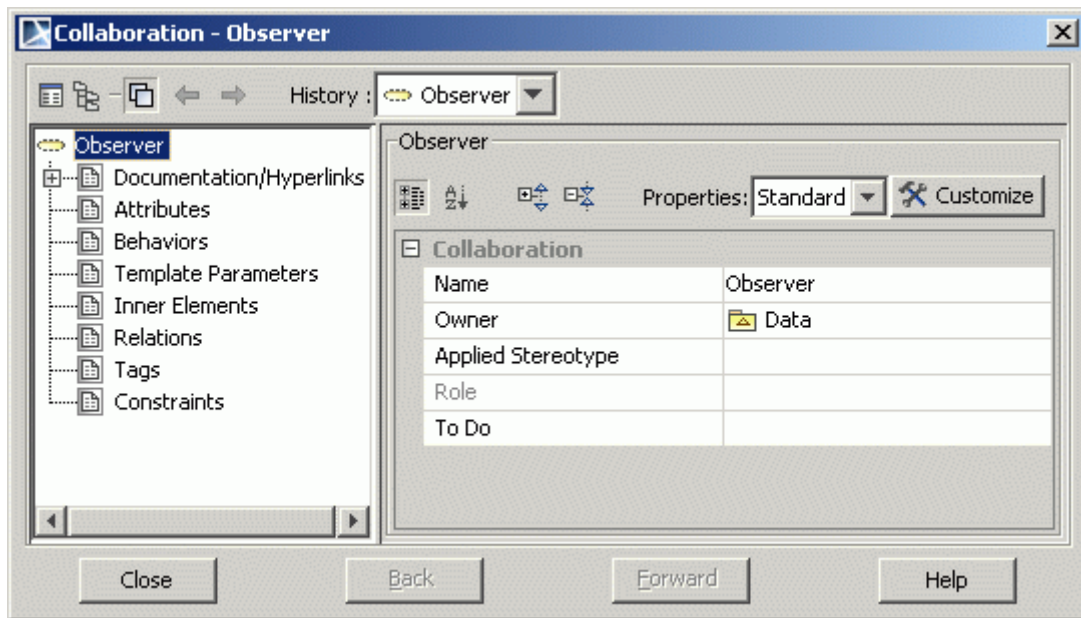 Collaboration - Observer
History : Observer
Observer
Documentation/Hyperlinks
Attributes
Behaviors
Template Parameters
Inner Elements
Relations
Tags
Constraints
Observer
Properties: Standard Customize
Collaboration
Name Observer
Owner Data
Applied Stereotype
Role
To Do
Close Back Forward Help